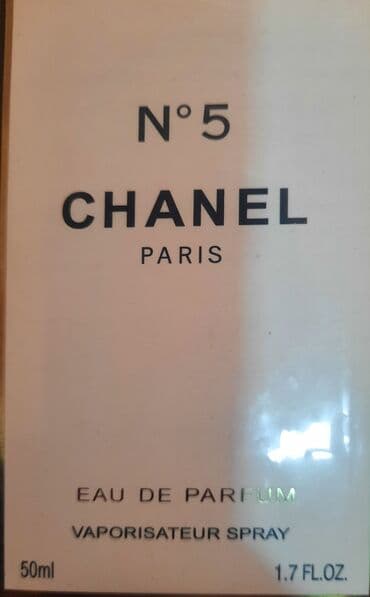 N° 5
CHANEL
PARIS
EAU DE PARFUM
VAPORISATEUR SPRAY
50ml 1.7 FL.OZ.